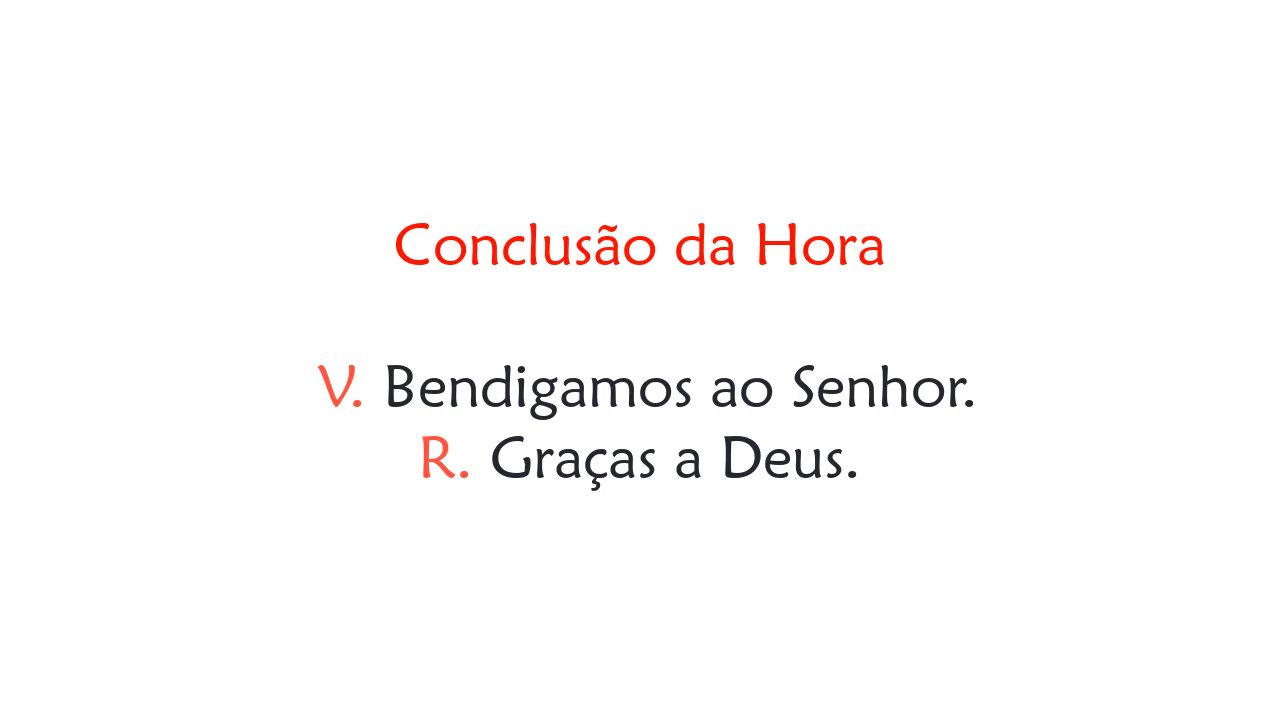 Conclusão da Hora
V. Bendigamos ao Senhor.
R. Graças a Deus.